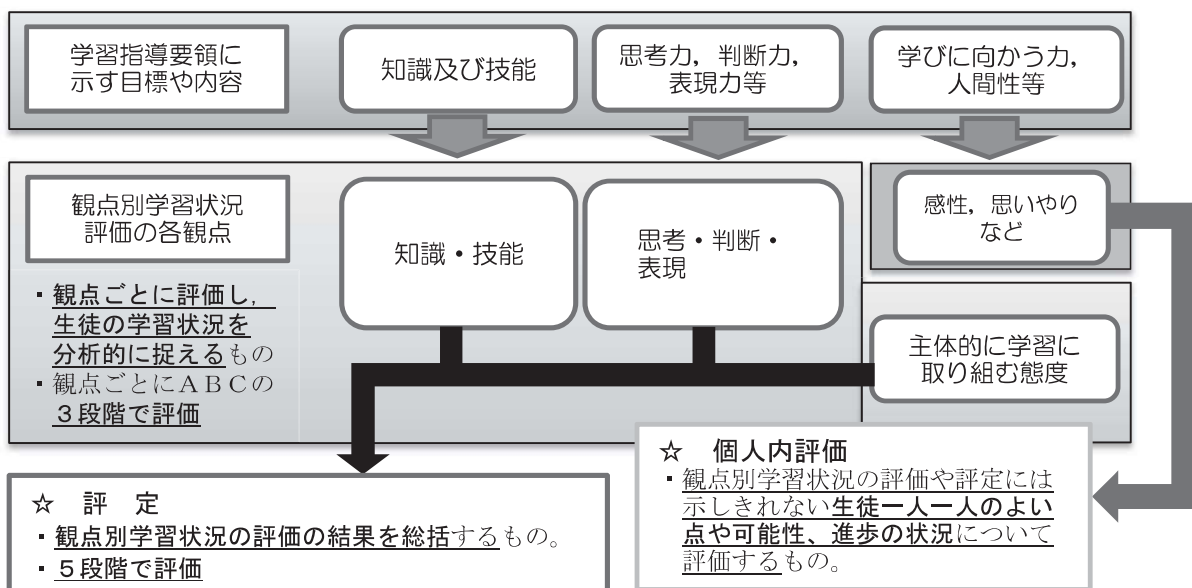 学習指導要領に
示す目標や内容
知識及び技能
思考力，判断力，
表現力等
学びに向かう力，
人間性等
観点別学習状況
評価の各観点
・観点ごとに評価し，
生徒の学習状況を
分析的に捉えるもの
・観点ごとにＡＢＣの
３段階で評価
知識・技能
思考・判断・
表現
感性，思いやり
など
主体的に学習に
取り組む態度
☆　評　定
・観点別学習状況の評価の結果を総括するもの。
・５段階で評価
☆　個人内評価
・観点別学習状況の評価や評定には
示しきれない生徒一人一人のよい
点や可能性、進歩の状況について
評価するもの。